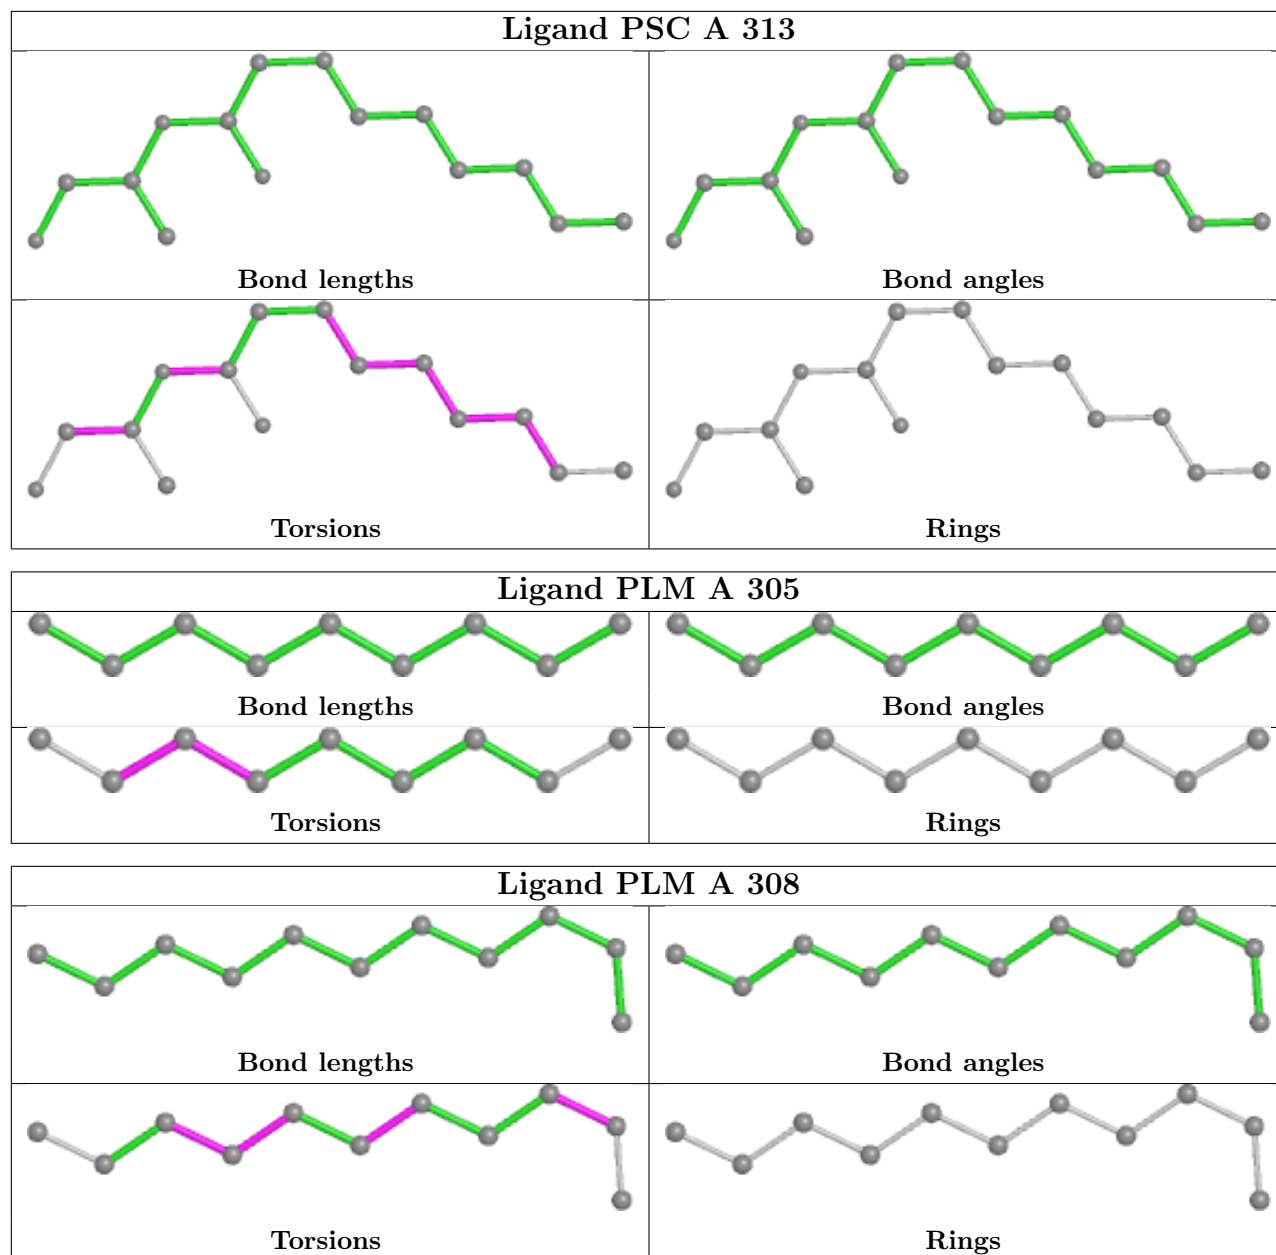 Ligand PSC A 313
Bond lengths
Bond angles
Torsions
Rings
Ligand PLM A 305
Bond lengths
Bond angles
Torsions
Rings
Ligand PLM A 308
Bond lengths
Bond angles
Torsions
Rings